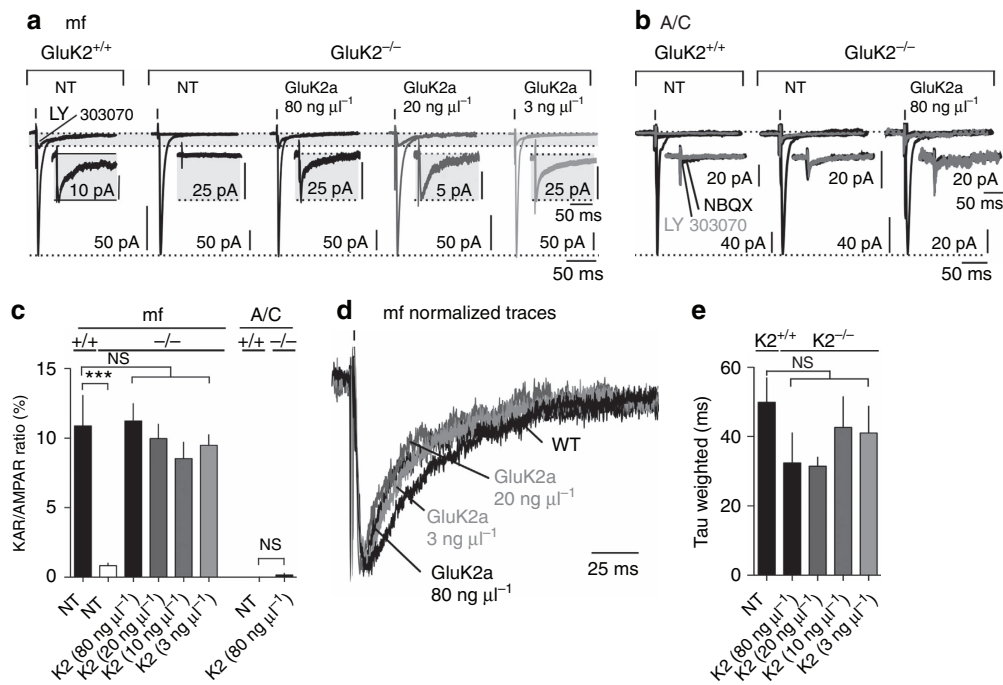 a mf
GluK2+/+
GluK2−/−
NT
NT
GluK2a
80 ng μl−1
GluK2a
20 ng μl−1
GluK2a
3 ng μl−1
LY 303070
10 pA
25 pA
25 pA
5 pA
25 pA
50 ms
50 pA
50 pA
50 pA
50 pA
50 pA
50 ms
b A/C
GluK2+/+
GluK2−/−
NT
NT
GluK2a
80 ng μl−1
20 pA
20 pA
20 pA
50 ms
NBQX
LY 303070
40 pA
40 pA
20 pA
50 ms
c
mf
A/C
+/+
−/−
+/+
−/−
NS
***
NS
KAR/AMPAR ratio (%)
15
10
5
0
NT
NT
K2 (80 ng μl−1)
K2 (20 ng μl−1)
K2 (10 ng μl−1)
K2 (3 ng μl−1)
NT
K2 (80 ng μl−1)
d mf normalized traces
WT
GluK2a
20 ng μl−1
GluK2a
3 ng μl−1
GluK2a
80 ng μl−1
25 ms
e
K2+/+
K2−/−
NS
Tau weighted (ms)
60
40
20
0
NT
K2 (80 ng μl−1)
K2 (20 ng μl−1)
K2 (10 ng μl−1)
K2 (3 ng μl−1)